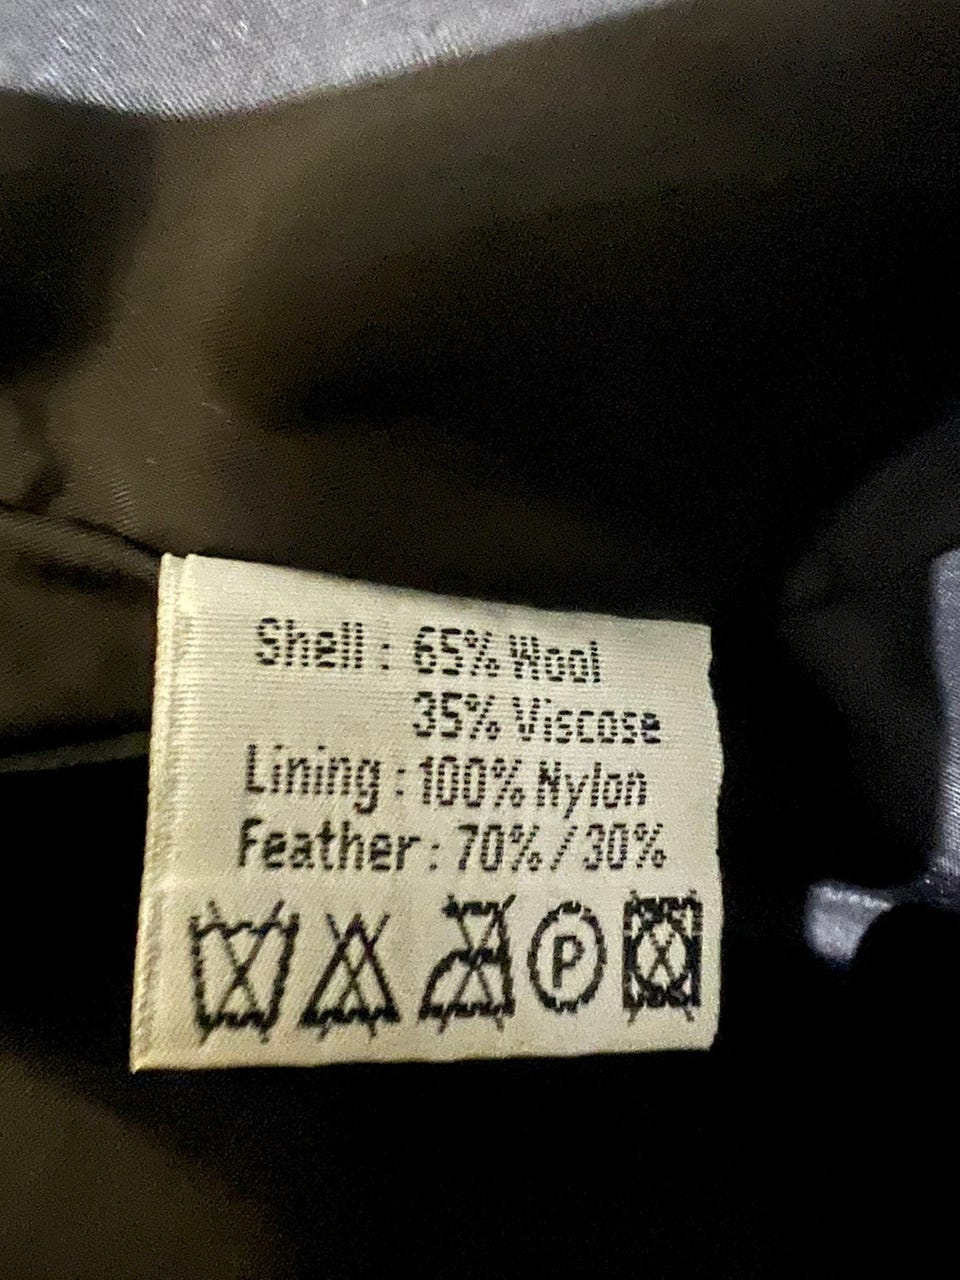 Shell : 65% Wool
35% Viscose
Lining : 100% Nylon
Feather : 70% / 30%
P